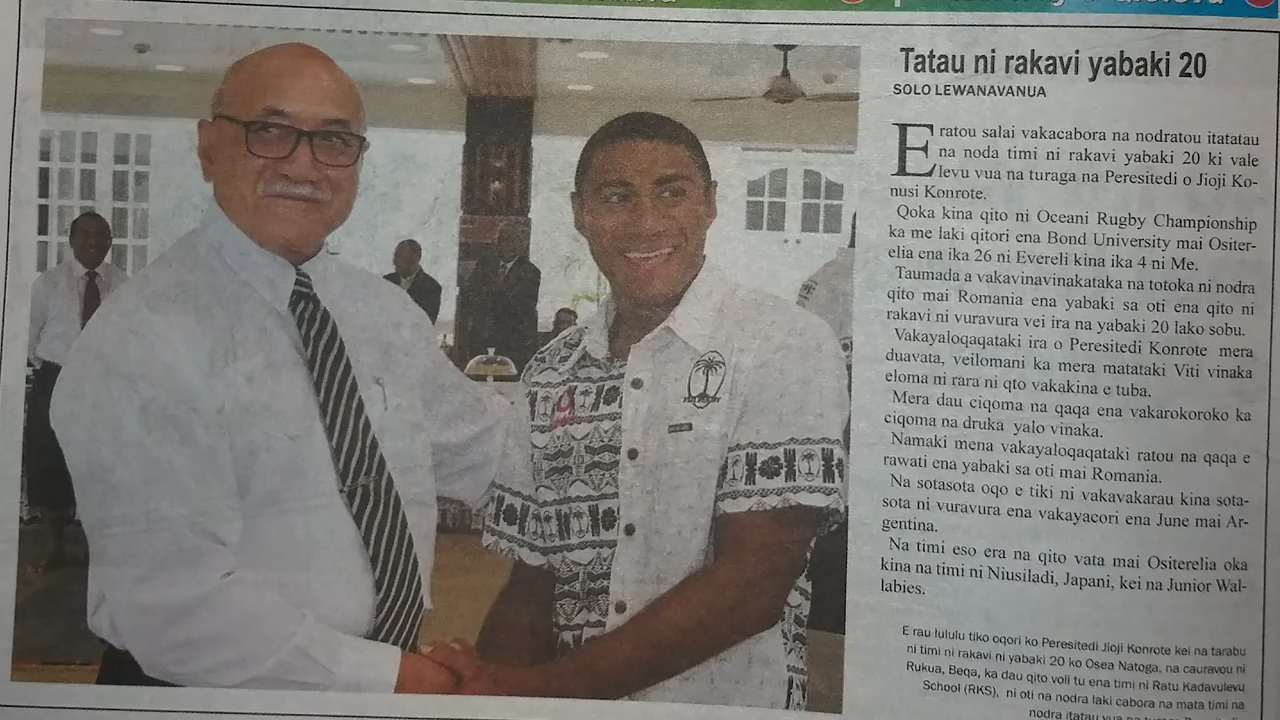 Tatau ni rakavi yabaki 20
SOLO LEWANAVANUA
Eratou salai vakacabora na nodratou itatatau
na noda timi ni rakavi yabaki 20 ki vale
levu vua na turaga na Peresitedi o Jioji Ko-
nusi Konrote.
Qoka kina qito ni Oceani Rugby Championship
ka me laki qitori ena Bond University mai Ositer-
elia ena ika 26 ni Evereli kina ika 4 ni Me.
Taumada a vakavinavinakataka na totoka ni nodra
qito mai Romania ena yabaki sa oti ena qito ni
rakavi ni vuravura vei ira na yabaki 20 lako sobu.
Vakayaloqaqataki ira o Peresitedi Konrote mera
duavata, veilomani ka mera matataki Viti vinaka
eloma ni rara ni qto vakakina e tuba.
Mera dau ciqoma na qaqa ena vakarokoroko ka
ciqoma na druka yalo vinaka.
Namaki mena vakayaloqaqataki ratou na qaqa e
rawati ena yabaki sa oti mai Romania.
Na sotasota oqo e tiki ni vakavakarau kina sota-
sota ni vuravura ena vakayacori ena June mai Ar-
gentina.
Na timi eso era na qito vata mai Ositerelia oka
kina na timi ni Niusiladi, Japani, kei na Junior Wal-
labies.
E rau lululu tiko oqori ko Peresitedi Jioji Konrote kei na tarabu
ni timi ni rakavi ni yabaki 20 ko Osea Natoga, na cauravou ni
Rukua, Beqa, ka dau qito voli tu ena timi ni Ratu Kadavulevu
School (RKS), ni oti na nodra laki cabora na mata timi na
nodra itatau vua na